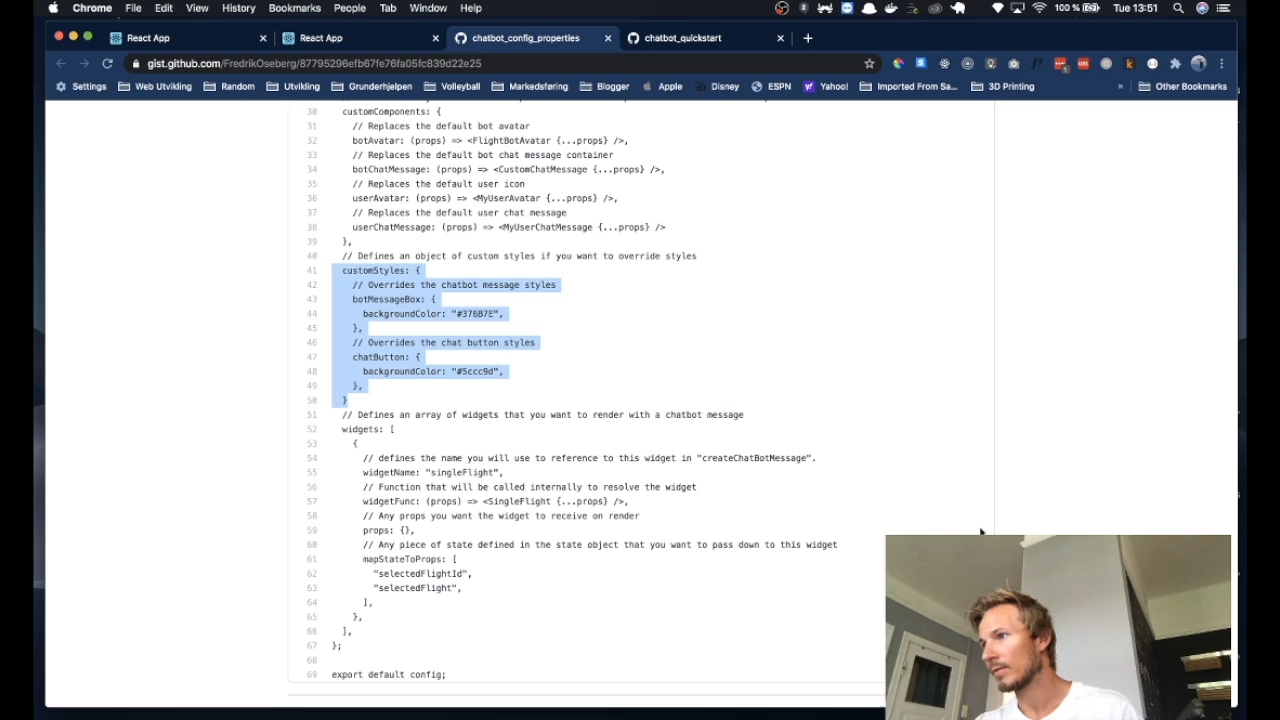 Chrome File Edit View History Bookmarks People Tab Window Help 100 % Tue 13:51
React App React App chatbot_config_properties chatbot_quickstart
gist.github.com/FredrikOseberg/87795296efb67fe76fa05fc839d22e25
Settings Web Utvikling Random Utvikling Grunderhjelpen Volleyball Markedsføring Blogger Apple Disney ESPN Yahoo! Imported From Sa... 3D Printing » Other Bookmarks
30 customComponents: {
31 // Replaces the default bot avatar
32 botAvatar: (props) => <FlightBotAvatar {...props} />,
33 // Replaces the default bot chat message container
34 botChatMessage: (props) => <CustomChatMessage {...props} />,
35 // Replaces the default user icon
36 userAvatar: (props) => <MyUserAvatar {...props} />,
37 // Replaces the default user chat message
38 userChatMessage: (props) => <MyUserChatMessage {...props} />
39 },
40 // Defines an object of custom styles if you want to override styles
41 customStyles: {
42 // Overrides the chatbot message styles
43 botMessageBox: {
44 backgroundColor: "#376B7E",
45 },
46 // Overrides the chat button styles
47 chatButton: {
48 backgroundColor: "#5ccc9d",
49 },
50 }
51 // Defines an array of widgets that you want to render with a chatbot message
52 widgets: [
53 {
54 // defines the name you will use to reference to this widget in "createChatBotMessage".
55 widgetName: "singleFlight",
56 // Function that will be called internally to resolve the widget
57 widgetFunc: (props) => <SingleFlight {...props} />,
58 // Any props you want the widget to receive on render
59 props: {},
60 // Any piece of state defined in the state object that you want to pass down to this widget
61 mapStateToProps: [
62 "selectedFlightId",
63 "selectedFlight",
64 ],
65 },
66 ],
67 };
68
69 export default config;